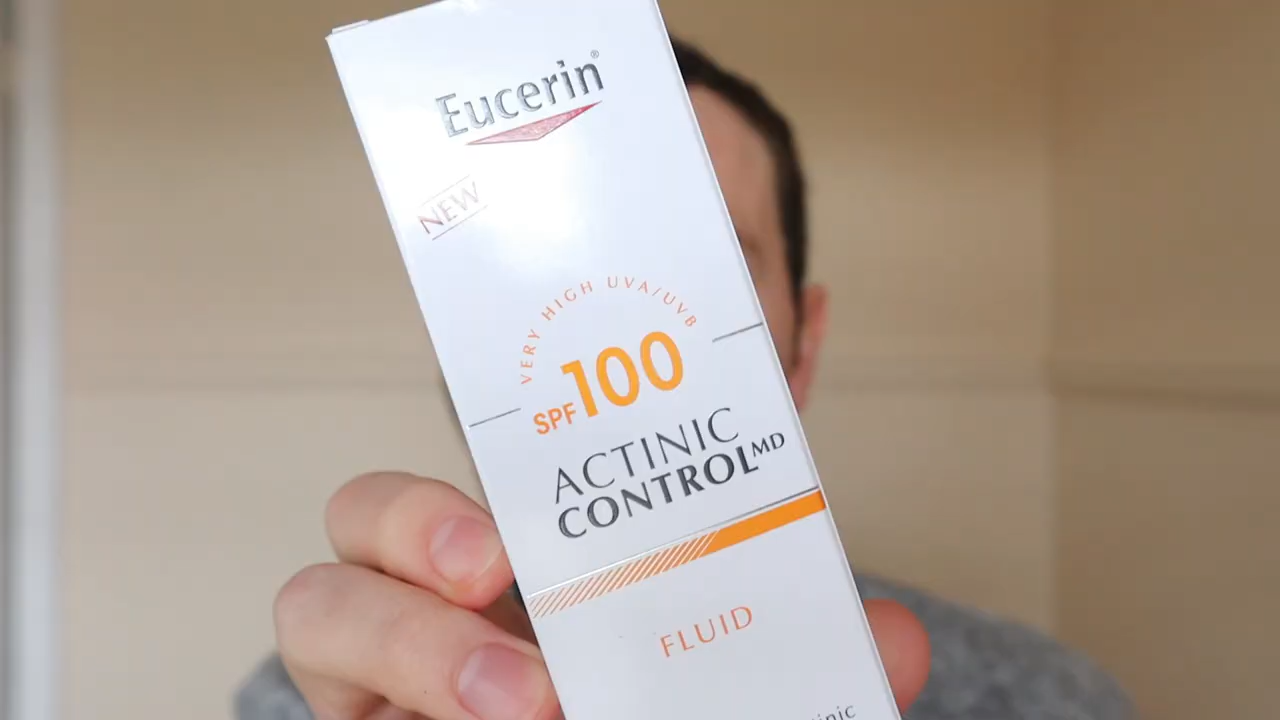 Eucerin®
NEW
VERY HIGH UVA/UVB
SPF 100
ACTINIC
CONTROL MD
FLUID